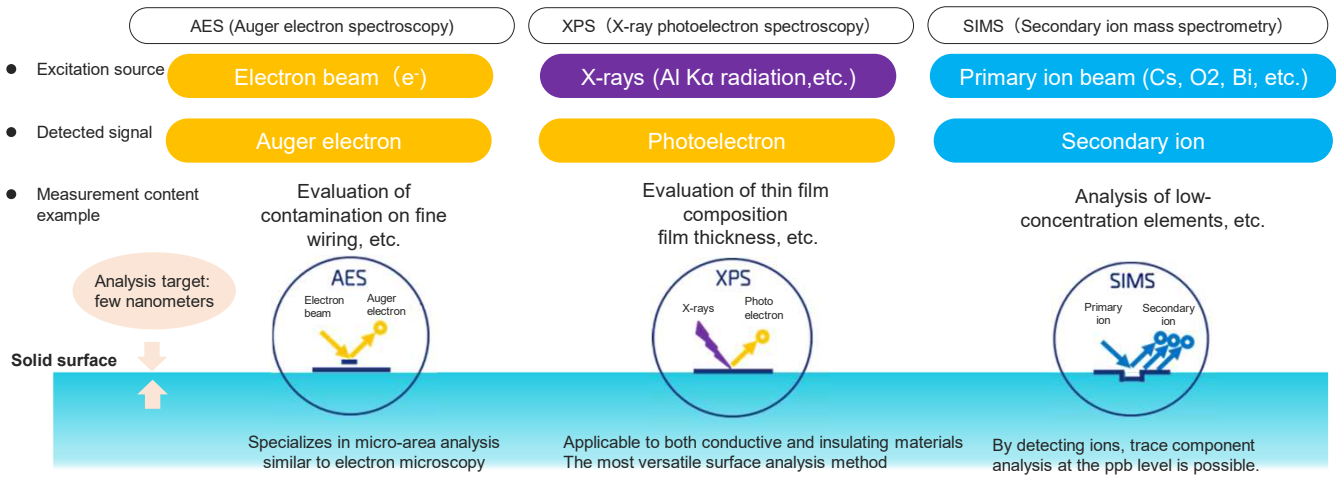 AES (Auger electron spectroscopy)
XPS（X-ray photoelectron spectroscopy)
SIMS（Secondary ion mass spectrometry）
● Excitation source
Electron beam（e-)
X-rays (Al Kα radiation,etc.)
Primary ion beam (Cs, O2, Bi, etc.)
● Detected signal
Auger electron
Photoelectron
Secondary ion
● Measurement content
example
Evaluation of
contamination on fine
wiring, etc.
Evaluation of thin film
composition
film thickness, etc.
Analysis of low-
concentration elements, etc.
Analysis target:
few nanometers
Solid surface
AES
Electron
beam
Auger
electron
XPS
X-rays
Photo
electron
SIMS
Primary
ion
Secondary
ion
Specializes in micro-area analysis
similar to electron microscopy
Applicable to both conductive and insulating materials
The most versatile surface analysis method
By detecting ions, trace component
analysis at the ppb level is possible.